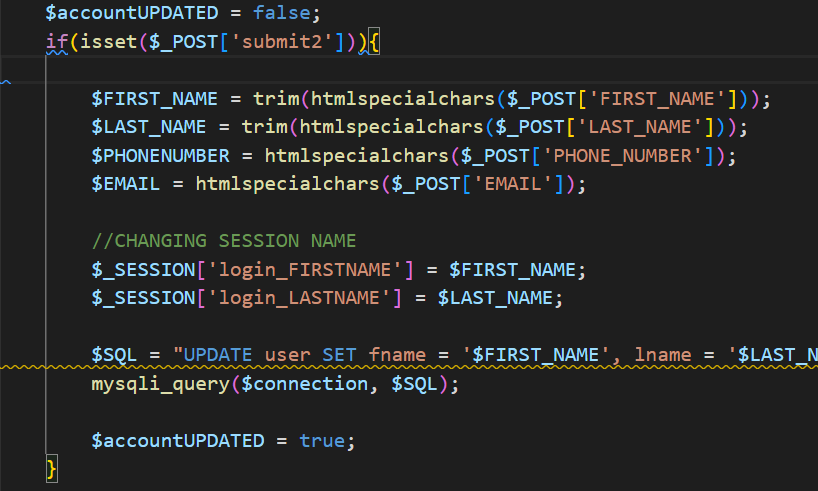 $accountUPDATED = false;
if(isset($_POST['submit2'])){
$FIRST_NAME = trim(htmlspecialchars($_POST['FIRST_NAME']));
$LAST_NAME = trim(htmlspecialchars($_POST['LAST_NAME']));
$PHONENUMBER = htmlspecialchars($_POST['PHONE_NUMBER']);
$EMAIL = htmlspecialchars($_POST['EMAIL']);
//CHANGING SESSION NAME
$_SESSION['login_FIRSTNAME'] = $FIRST_NAME;
$_SESSION['login_LASTNAME'] = $LAST_NAME;
$SQL = "UPDATE user SET fname = '$FIRST_NAME', lname = '$LAST_N
mysqli_query($connection, $SQL);
$accountUPDATED = true;
}